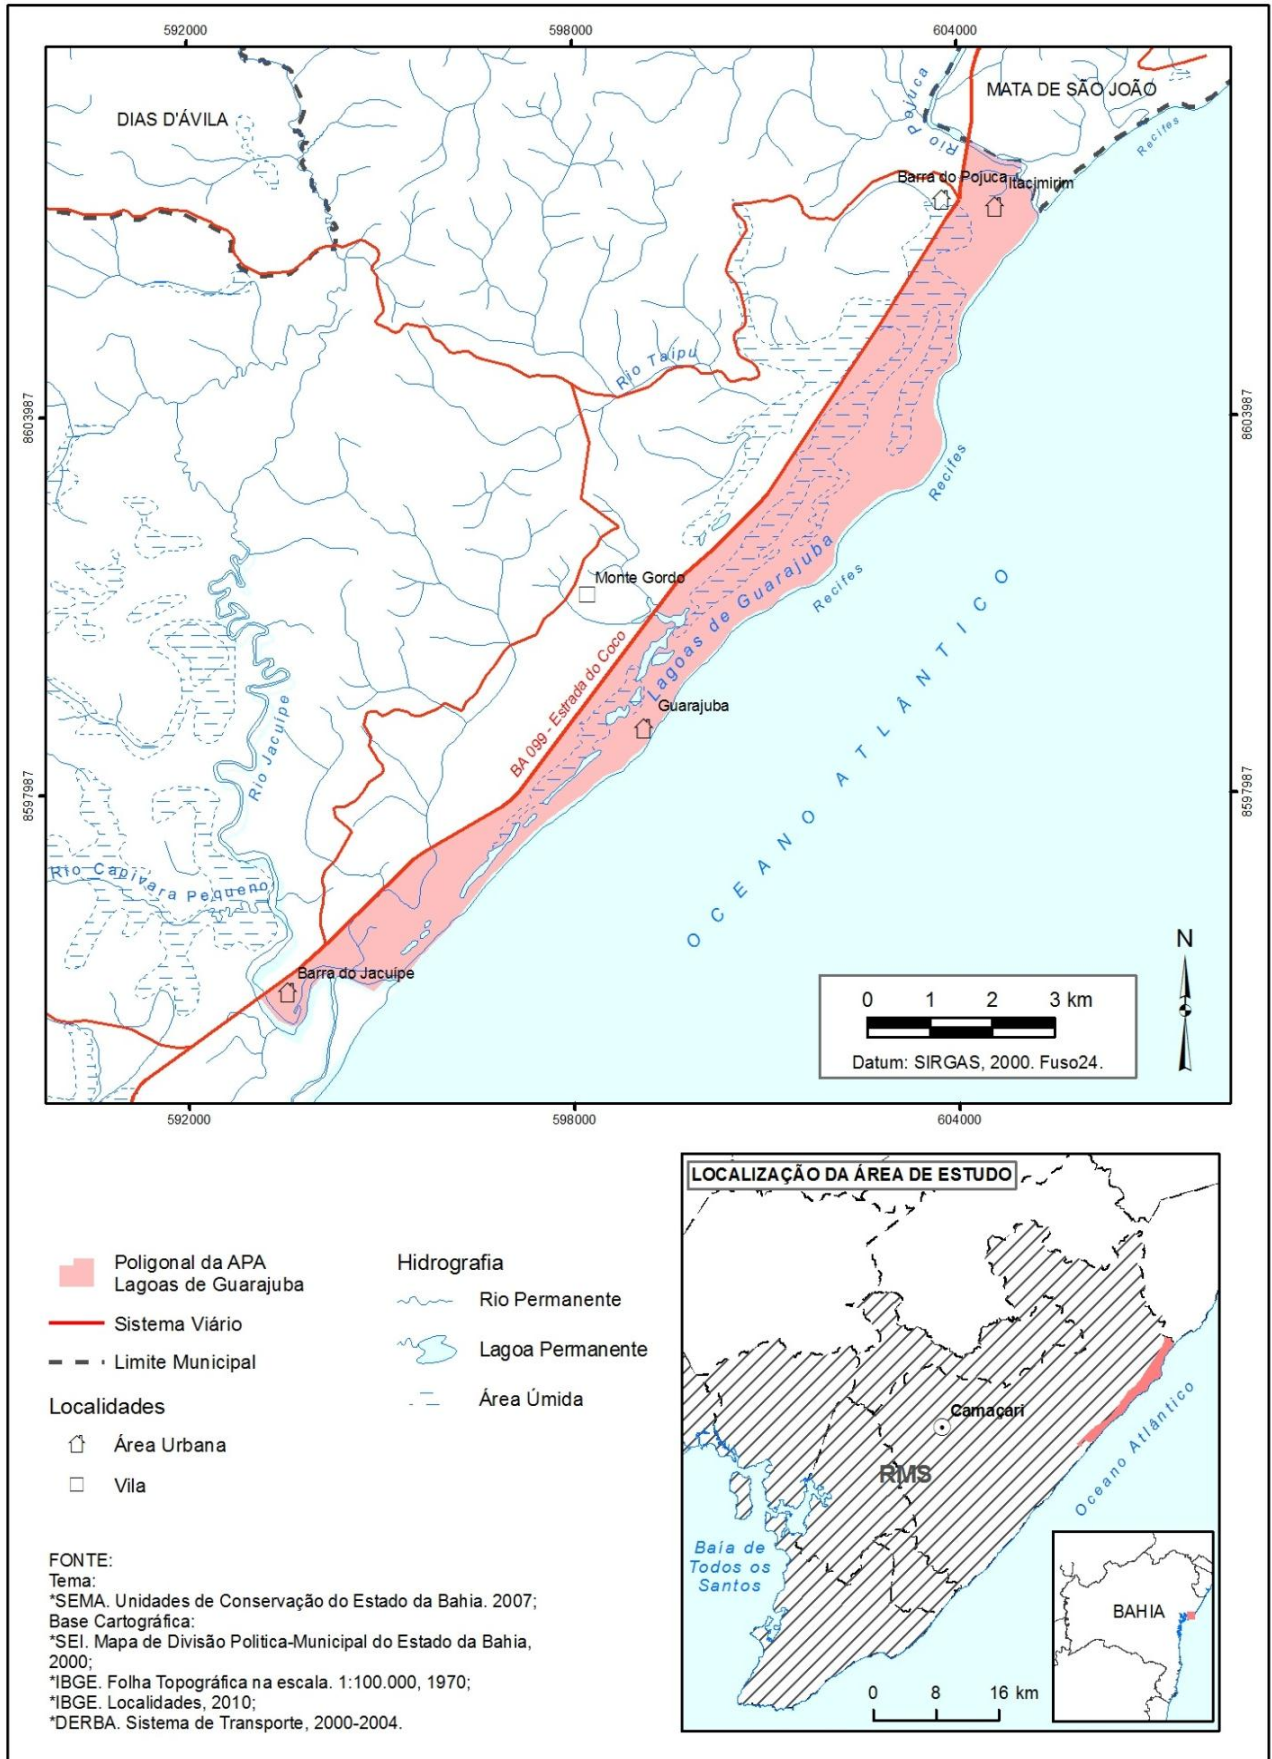 592000
598000
604000
MATA DE SÃO JOÃO
DIAS D'ÁVILA
Rio Pojuca
Rio Pojuca
Recifes
Barra do Pojuca
Itacimirim
Rio Taipu
8603987
8603987
Recifes
Lagoas de Guarajuba
Recifes
Monte Gordo
BA 099 - Estrada do Coco
Guarajuba
OCEANO ATLÂNTICO
Rio Jacuípe
8597987
8597987
Rio Capivara Pequeno
Barra do Jacuípe
N
0 1 2 3 km
Datum: SIRGAS, 2000. Fuso24.
592000
598000
604000
LOCALIZAÇÃO DA ÁREA DE ESTUDO
Camaçari
RMS
Oceano Atlântico
Baía de
Todos os
Santos
BAHIA
0 8 16 km
Poligonal da APA
Lagoas de Guarajuba
Sistema Viário
Limite Municipal
Localidades
Área Urbana
Vila
Hidrografia
Rio Permanente
Lagoa Permanente
Área Úmida
FONTE:
Tema:
*SEMA. Unidades de Conservação do Estado da Bahia. 2007;
Base Cartográfica:
*SEI. Mapa de Divisão Politica-Municipal do Estado da Bahia,
2000;
*IBGE. Folha Topográfica na escala. 1:100.000, 1970;
*IBGE. Localidades, 2010;
*DERBA. Sistema de Transporte, 2000-2004.